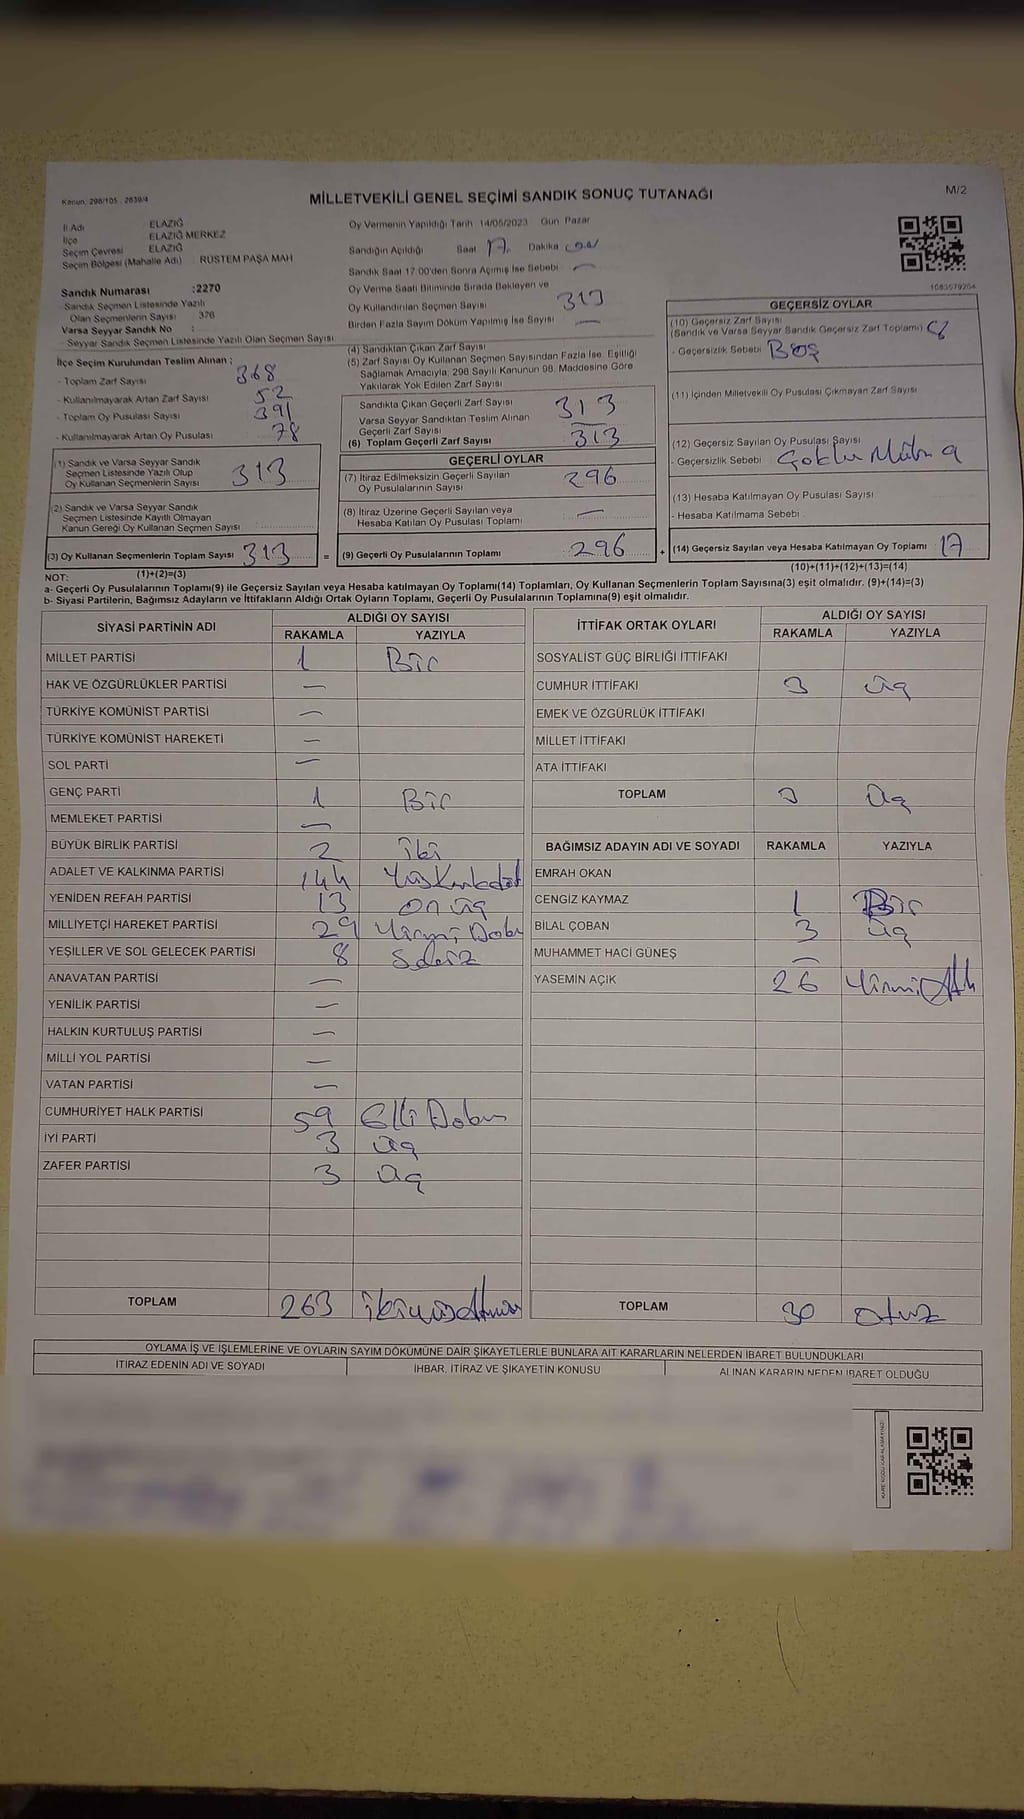 Kanun, 298/105 - 2839/4
MİLLETVEKİLİ GENEL SEÇİMİ SANDIK SONUÇ TUTANAĞI
M/2
İl Adı ELAZIĞ
İlçe ELAZIĞ MERKEZ
Seçim Çevresi ELAZIĞ
Seçim Bölgesi (Mahalle Adı) RÜSTEM PAŞA MAH
Sandık Numarası :2270
- Sandık Seçmen Listesinde Yazılı
Olan Seçmenlerin Sayısı 376
Varsa Seyyar Sandık No :
- Seyyar Sandık Seçmen Listesinde Yazılı Olan Seçmen Sayısı
İlçe Seçim Kurulundan Teslim Alınan ;
- Toplam Zarf Sayısı 368
- Kullanılmayarak Artan Zarf Sayısı 52
- Toplam Oy Pusulası Sayısı 391
- Kullanılmayarak Artan Oy Pusulası 78
(1) Sandık ve Varsa Seyyar Sandık
Seçmen Listesinde Yazılı Olup
Oy Kullanan Seçmenlerin Sayısı 313
(2) Sandık ve Varsa Seyyar Sandık
Seçmen Listesinde Kayıtlı Olmayan
Kanun Gereği Oy Kullanan Seçmen Sayısı
(3) Oy Kullanan Seçmenlerin Toplam Sayısı 313
(1)+(2)=(3)
Oy Vermenin Yapıldığı Tarih 14/05/2023 Gün Pazar
Sandığın Açıldığı Saat 17. Dakika
Sandık Saat 17:00'den Sonra Açılmış İse Sebebi —
Oy Verme Saati Bitiminde Sırada Bekleyen ve
Oy Kullandırılan Seçmen Sayısı 313
Birden Fazla Sayım Döküm Yapılmış İse Sayısı —
(4) Sandıktan Çıkan Zarf Sayısı
(5) Zarf Sayısı Oy Kullanan Seçmen Sayısından Fazla İse, Eşitliği
Sağlamak Amacıyla; 298 Sayılı Kanunun 98. Maddesine Göre
Yakılarak Yok Edilen Zarf Sayısı
Sandıkta Çıkan Geçerli Zarf Sayısı 313
Varsa Seyyar Sandıktan Teslim Alınan
Geçerli Zarf Sayısı —
(6) Toplam Geçerli Zarf Sayısı 313
GEÇERLİ OYLAR
(7) İtiraz Edilmeksizin Geçerli Sayılan
Oy Pusulalarının Sayısı 296
(8) İtiraz Üzerine Geçerli Sayılan veya
Hesaba Katılan Oy Pusulası Toplamı —
= (9) Geçerli Oy Pusulalarının Toplamı 296 +
1083579204
GEÇERSİZ OYLAR
(10) Geçersiz Zarf Sayısı
(Sandık ve Varsa Seyyar Sandık Geçersiz Zarf Toplamı) 8
- Geçersizlik Sebebi Boş
(11) İçinden Milletvekili Oy Pusulası Çıkmayan Zarf Sayısı
(12) Geçersiz Sayılan Oy Pusulası Sayısı
- Geçersizlik Sebebi 9
(13) Hesaba Katılmayan Oy Pusulası Sayısı
- Hesaba Katılmama Sebebi
(14) Geçersiz Sayılan veya Hesaba Katılmayan Oy Toplamı 17
(10)+(11)+(12)+(13)=(14)
NOT:
a- Geçerli Oy Pusulalarının Toplamı(9) ile Geçersiz Sayılan veya Hesaba katılmayan Oy Toplamı(14) Toplamları, Oy Kullanan Seçmenlerin Toplam Sayısına(3) eşit olmalıdır. (9)+(14)=(3)
b- Siyasi Partilerin, Bağımsız Adayların ve İttifakların Aldığı Ortak Oyların Toplamı, Geçerli Oy Pusulalarının Toplamına(9) eşit olmalıdır.
SİYASİ PARTİNİN ADI ALDIĞI OY SAYISI
RAKAMLA YAZIYLA
MİLLET PARTİSİ 1 Bir
HAK VE ÖZGÜRLÜKLER PARTİSİ —
TÜRKİYE KOMÜNİST PARTİSİ —
TÜRKİYE KOMÜNİST HAREKETİ —
SOL PARTİ —
GENÇ PARTİ 1 Bir
MEMLEKET PARTİSİ —
BÜYÜK BİRLİK PARTİSİ 2 iki
ADALET VE KALKINMA PARTİSİ 144
YENİDEN REFAH PARTİSİ 13 on üç
MİLLİYETÇİ HAREKET PARTİSİ 29 Yirmi Doku
YEŞİLLER VE SOL GELECEK PARTİSİ 8 Sekiz
ANAVATAN PARTİSİ —
YENİLİK PARTİSİ —
HALKIN KURTULUŞ PARTİSİ —
MİLLİ YOL PARTİSİ —
VATAN PARTİSİ —
CUMHURİYET HALK PARTİSİ 59 Elli Dokuz
İYİ PARTİ 3 üç
ZAFER PARTİSİ 3 üç
TOPLAM 263
İTTİFAK ORTAK OYLARI ALDIĞI OY SAYISI
RAKAMLA YAZIYLA
SOSYALİST GÜÇ BİRLİĞİ İTTİFAKI
CUMHUR İTTİFAKI 3 üç
EMEK VE ÖZGÜRLÜK İTTİFAKI
MİLLET İTTİFAKI
ATA İTTİFAKI
TOPLAM 3 üç
BAĞIMSIZ ADAYIN ADI VE SOYADI RAKAMLA YAZIYLA
EMRAH OKAN
CENGİZ KAYMAZ 1 Bir
BİLAL ÇOBAN 3 üç
MUHAMMET HACİ GÜNEŞ —
YASEMİN AÇIK 26 Yirmi Altı
TOPLAM 30 otuz
OYLAMA İŞ VE İŞLEMLERİNE VE OYLARIN SAYIM DÖKÜMÜNE DAİR ŞİKAYETLERLE BUNLARA AİT KARARLARIN NELERDEN İBARET BULUNDUKLARI
İTİRAZ EDENİN ADI VE SOYADI İHBAR, İTİRAZ VE ŞİKAYETİN KONUSU ALINAN KARARIN NEDEN İBARET OLDUĞU